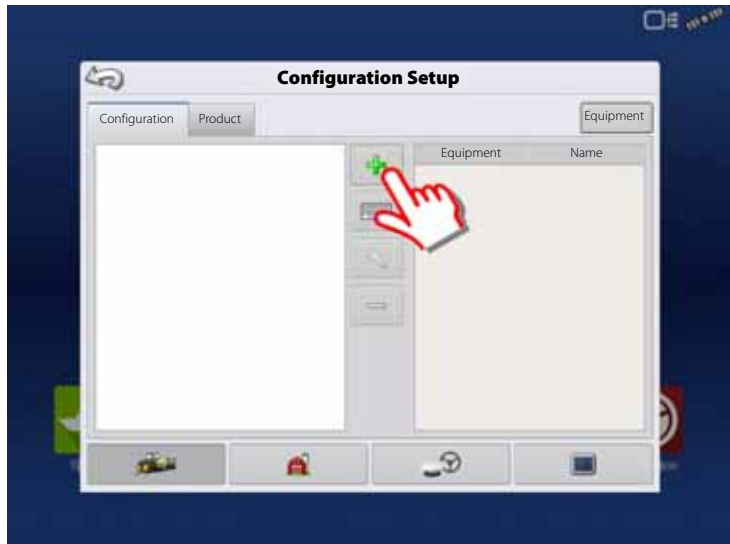 Configuration Setup
Configuration
Product
Equipment
Equipment
Name